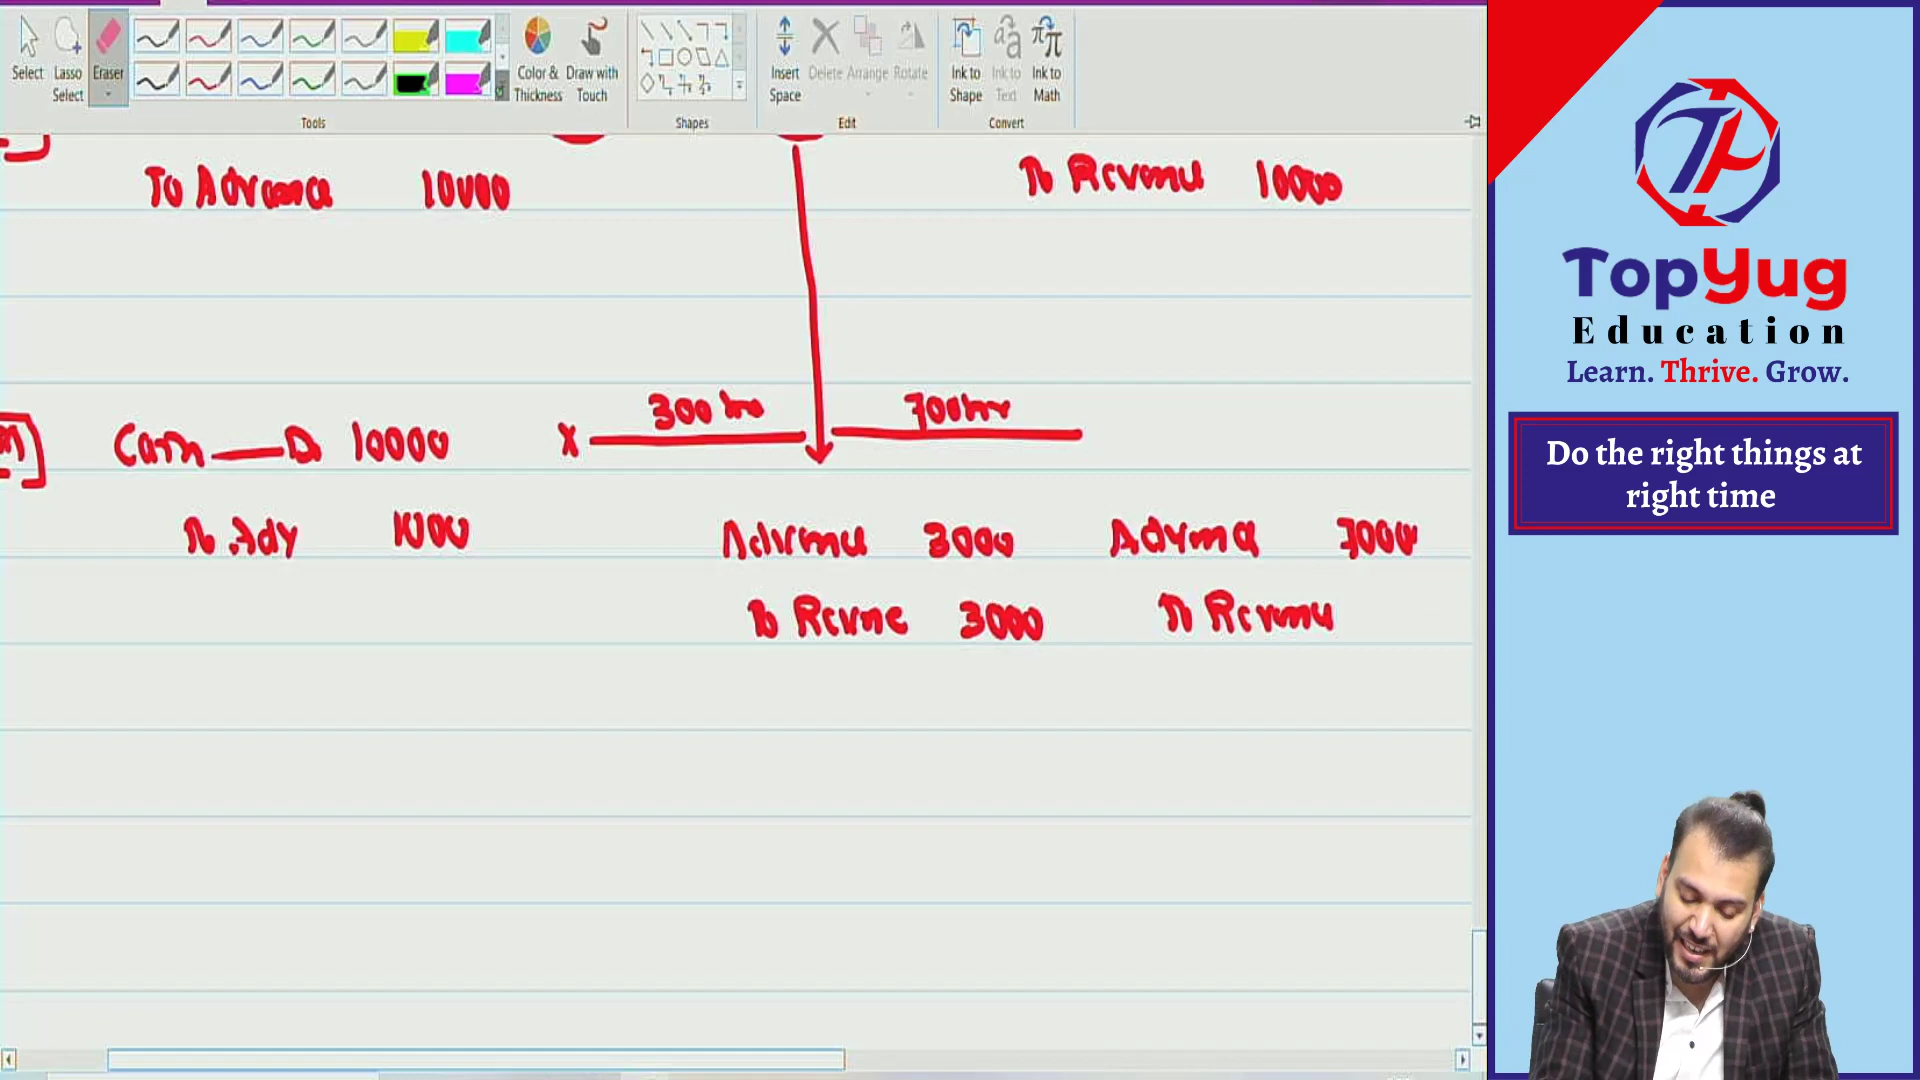 Select
Lasso Select
Eraser
Color & Thickness
Draw with Touch
Insert Space
Delete
Arrange
Rotate
Ink to Shape
Ink to Text
Ink to Math
Tools
Shapes
Edit
Convert
To Advance 10000
To Revenue 10000
300 hrs
700 hr
Cash Dr 10000
X
To Adv 1000
Advance 3000
Advance 7000
To Revne 3000
To Revenue
TopYug
Education
Learn. Thrive. Grow.
Do the right things at
right time